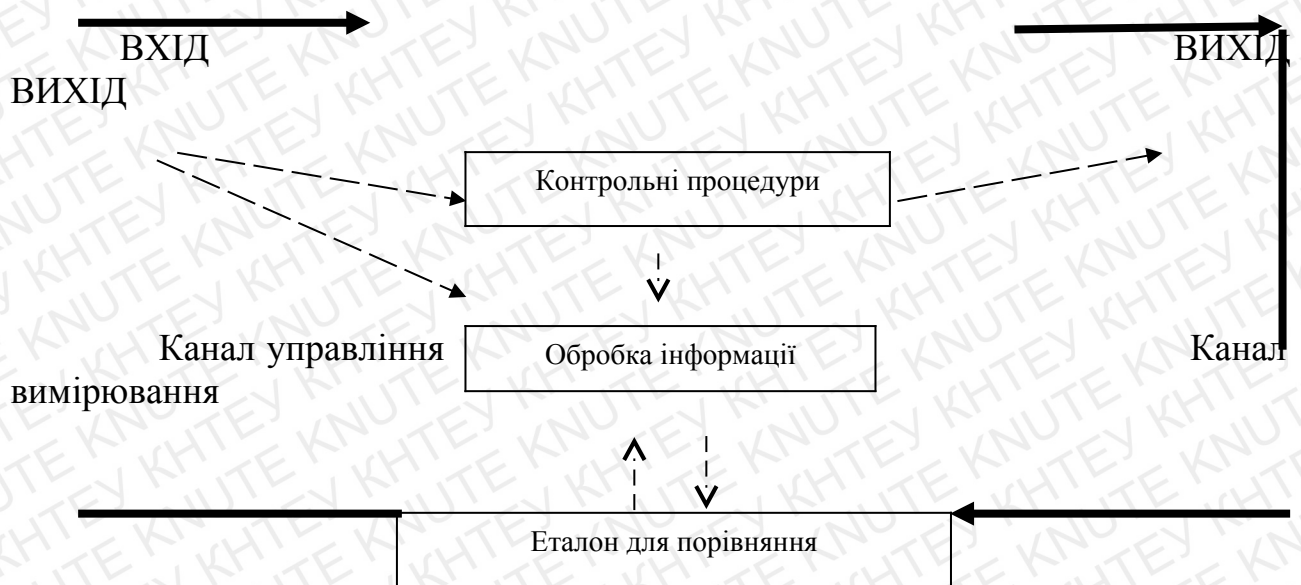 ВХІД ВИХІД
ВИХІД
Контрольні процедури
Канал управління Обробка інформації Канал
вимірювання
Еталон для порівняння